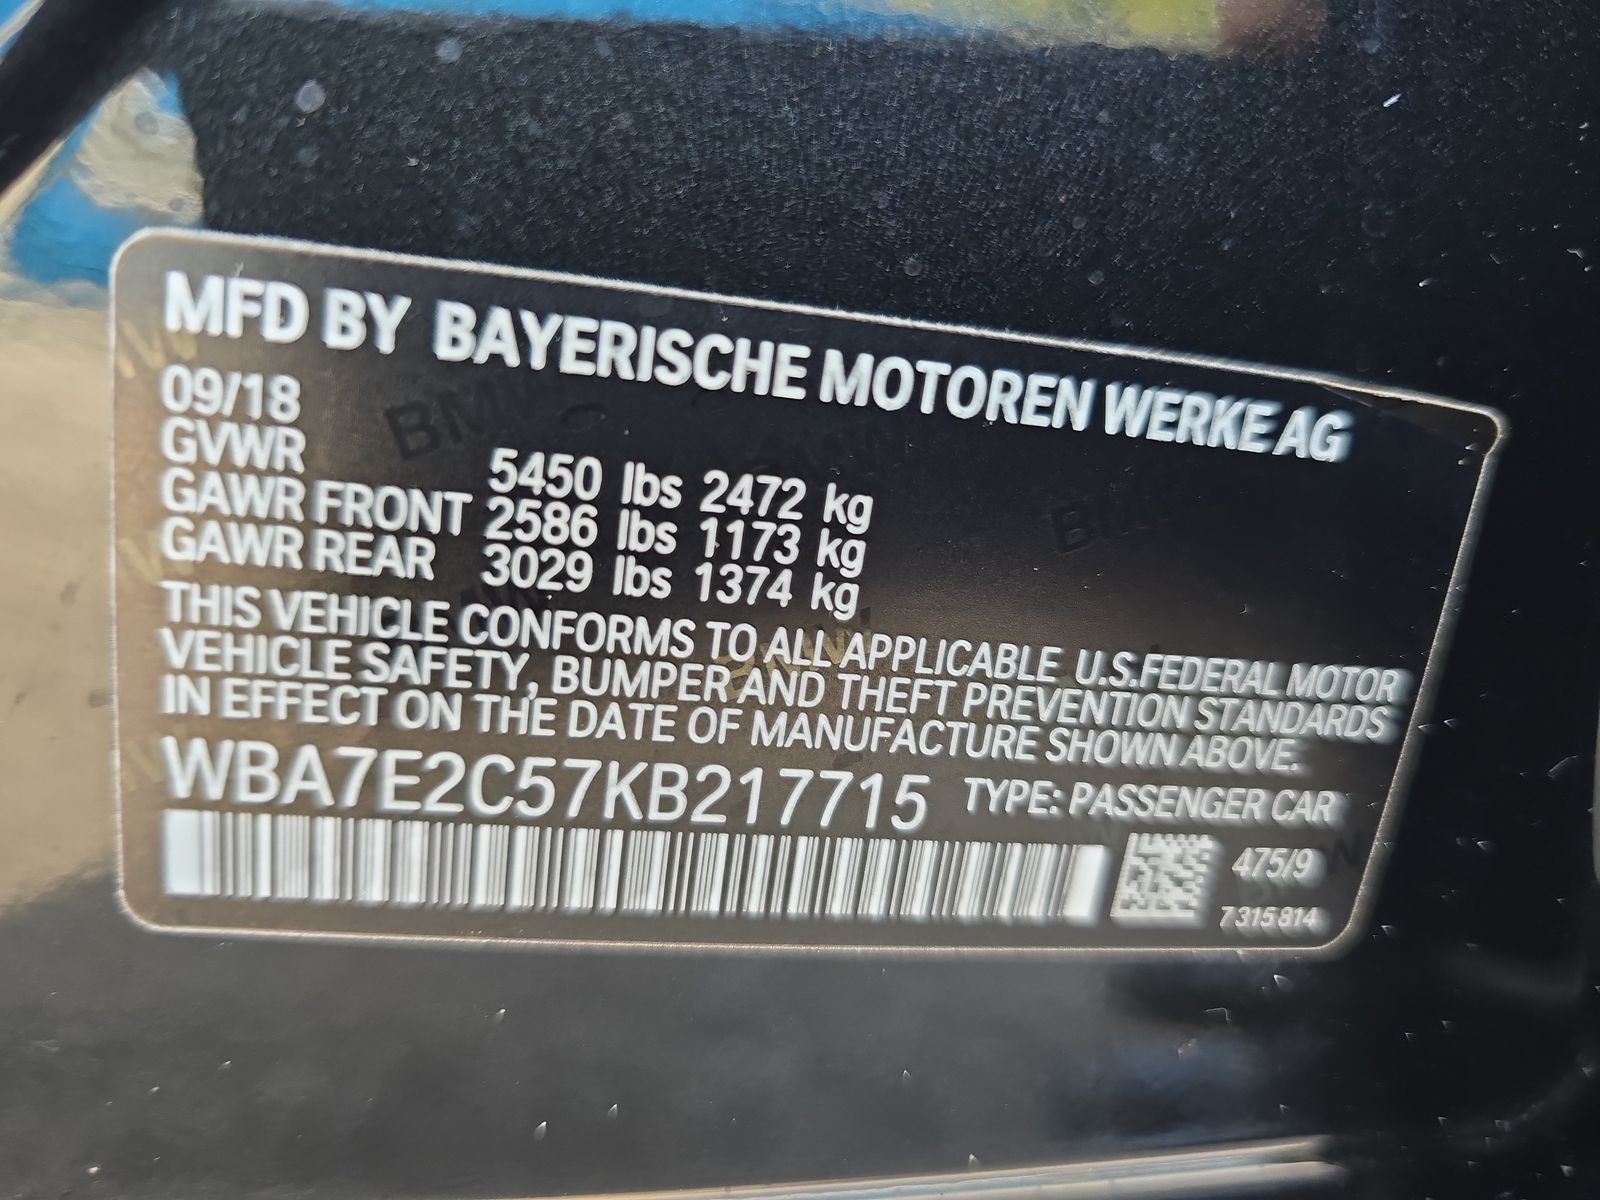 MFD BY BAYERISCHE MOTOREN WERKE AG
09/18
GVWR 5450 lbs 2472 kg
GAWR FRONT 2586 lbs 1173 kg
GAWR REAR 3029 lbs 1374 kg
THIS VEHICLE CONFORMS TO ALL APPLICABLE U.S.FEDERAL MOTOR
VEHICLE SAFETY, BUMPER AND THEFT PREVENTION STANDARDS
IN EFFECT ON THE DATE OF MANUFACTURE SHOWN ABOVE.
WBA7E2C57KB217715 TYPE: PASSENGER CAR
475/9
7 315 814